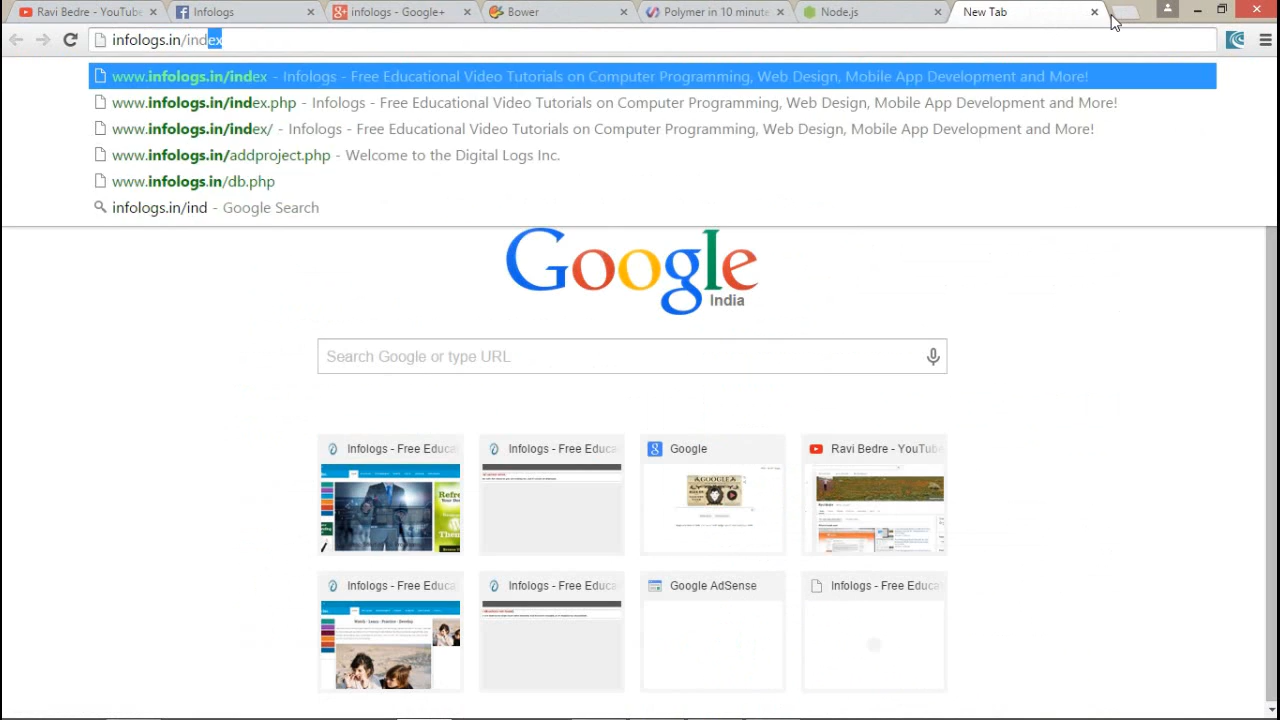 Ravi Bedre - YouTube
Infologs
infologs - Google+
Bower
Polymer in 10 minute
Node.js
New Tab
infologs.in/index
www.infologs.in/index - Infologs - Free Educational Video Tutorials on Computer Programming, Web Design, Mobile App Development and More!
www.infologs.in/index.php - Infologs - Free Educational Video Tutorials on Computer Programming, Web Design, Mobile App Development and More!
www.infologs.in/index/ - Infologs - Free Educational Video Tutorials on Computer Programming, Web Design, Mobile App Development and More!
www.infologs.in/addproject.php - Welcome to the Digital Logs Inc.
www.infologs.in/db.php
infologs.in/ind - Google Search
Google
India
Search Google or type URL
Infologs - Free Educa
Infologs - Free Educa
Google
Ravi Bedre - YouTube
GOOGLE
Infologs - Free Educa
Infologs - Free Educa
Google AdSense
Infologs - Free Educa